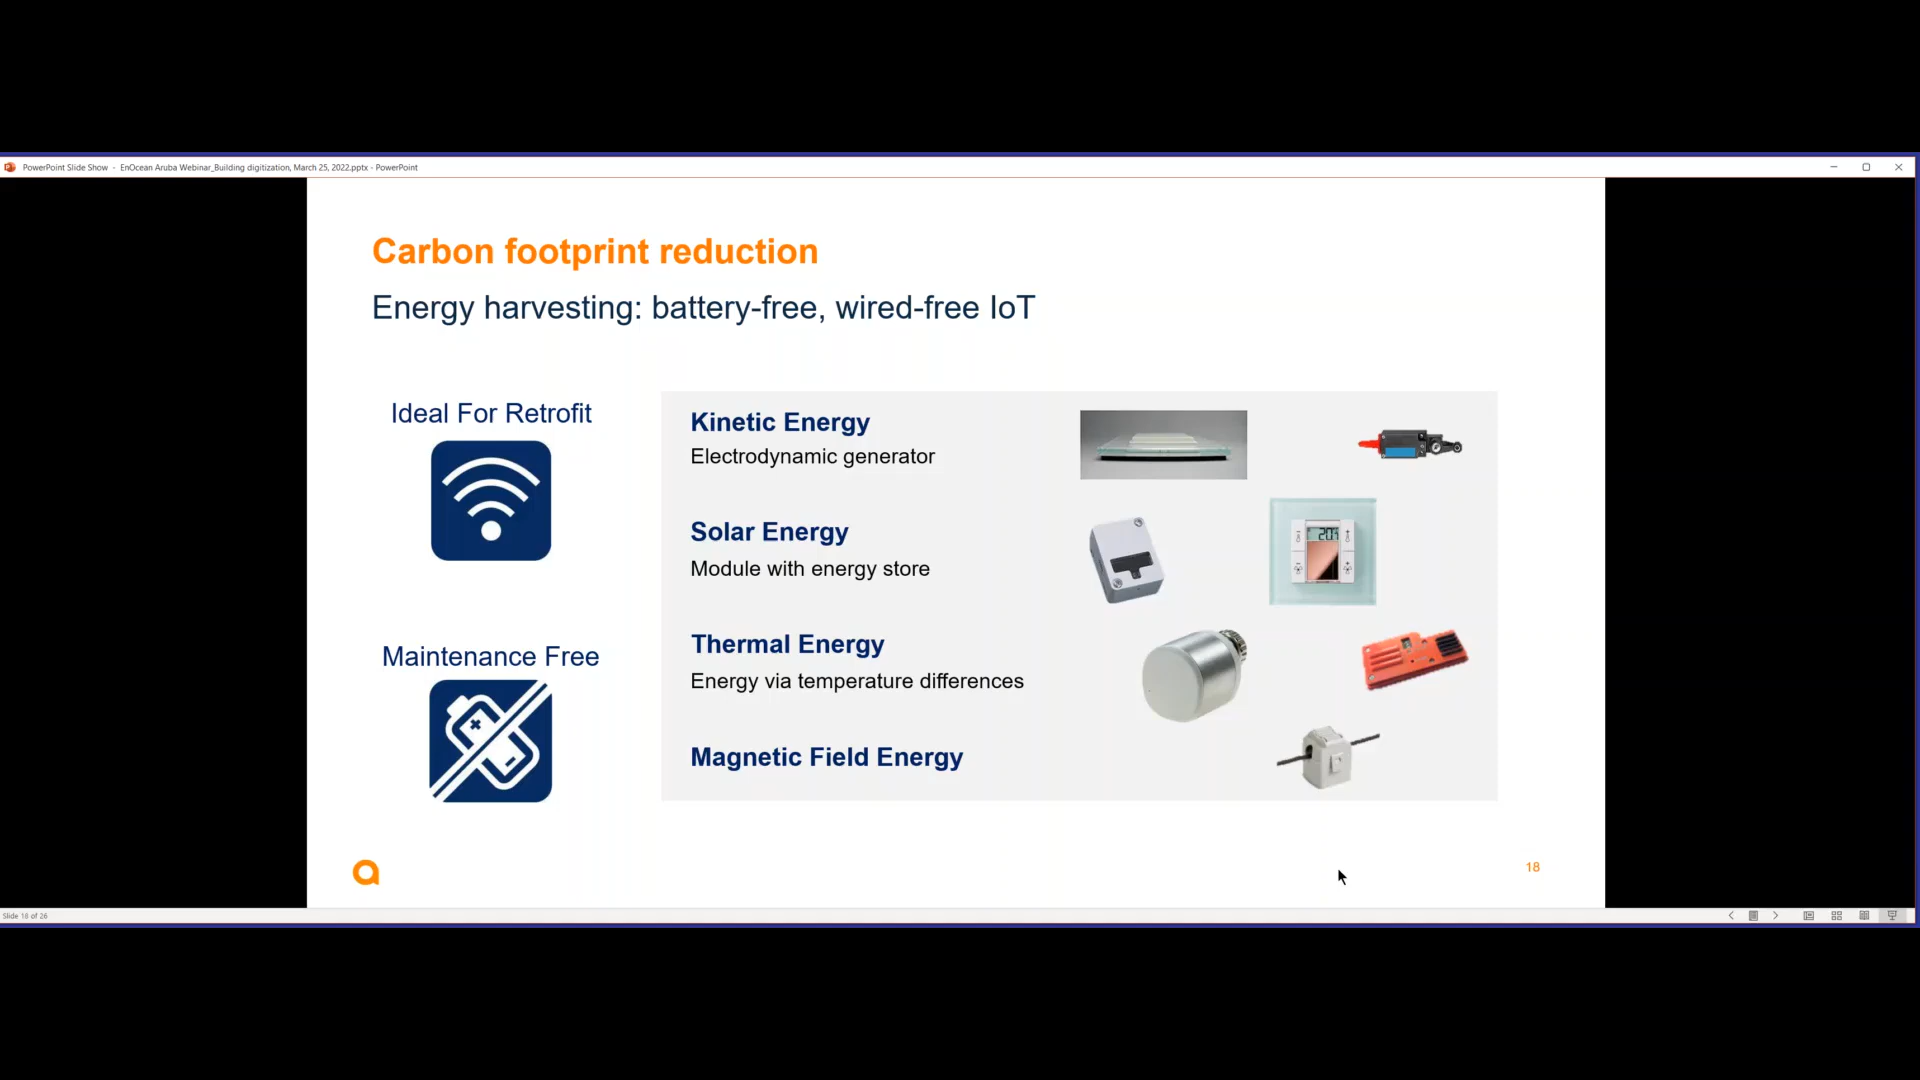 PowerPoint Slide Show - EnOcean Aruba Webinar_Building digitization, March 25, 2022.pptx - PowerPoint
Carbon footprint reduction
Energy harvesting: battery-free, wired-free IoT
Ideal For Retrofit
Maintenance Free
Kinetic Energy
Electrodynamic generator
Solar Energy
Module with energy store
Thermal Energy
Energy via temperature differences
Magnetic Field Energy
18
Slide 18 of 26